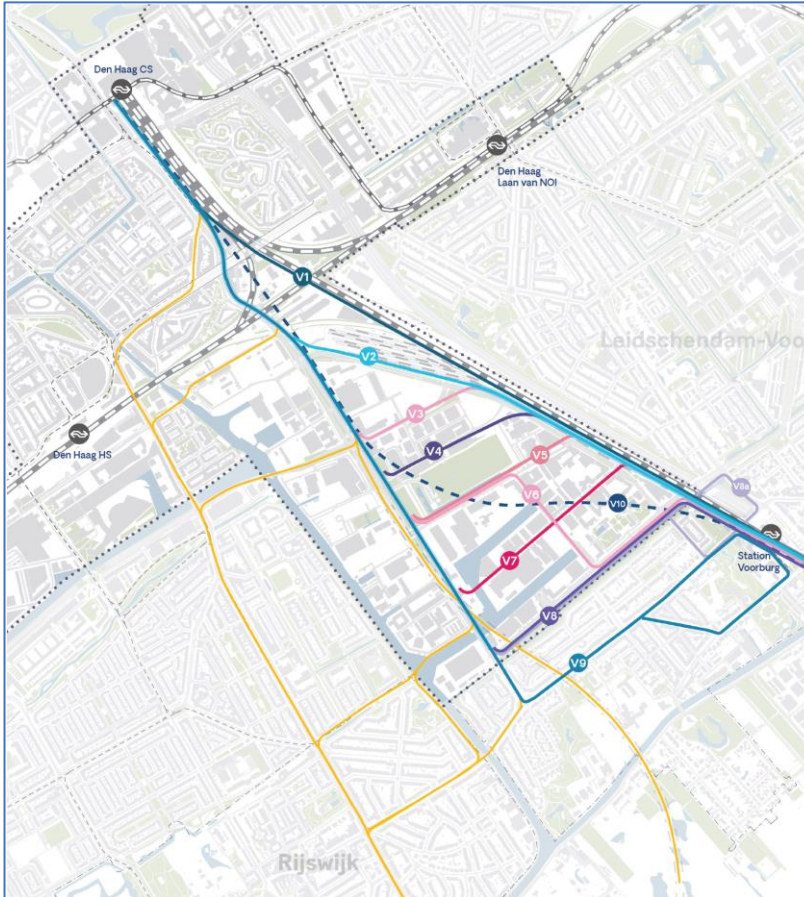 Den Haag CS
Den Haag
Laan van NOI
V1
Leidschendam-Voo
V2
V3
Den Haag HS
V4
V5
V6
V8a
V10
Station
Voorburg
V7
V8
V9
Rijswijk